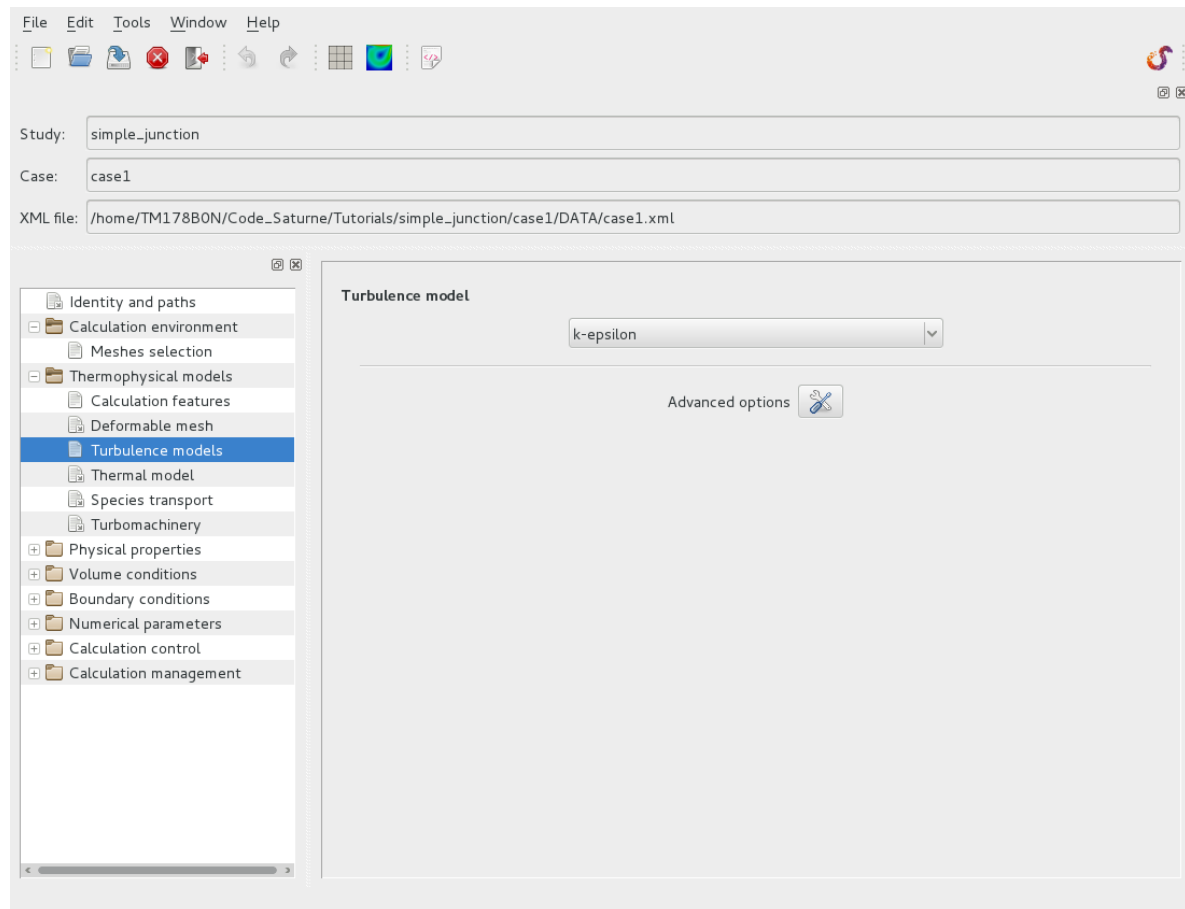 File Edit Tools Window Help
Study: simple_junction
Case: case1
XML file: /home/TM178B0N/Code_Saturne/Tutorials/simple_junction/case1/DATA/case1.xml
Identity and paths
Calculation environment
Meshes selection
Thermophysical models
Calculation features
Deformable mesh
Turbulence models
Thermal model
Species transport
Turbomachinery
Physical properties
Volume conditions
Boundary conditions
Numerical parameters
Calculation control
Calculation management
Turbulence model
k-epsilon
Advanced options